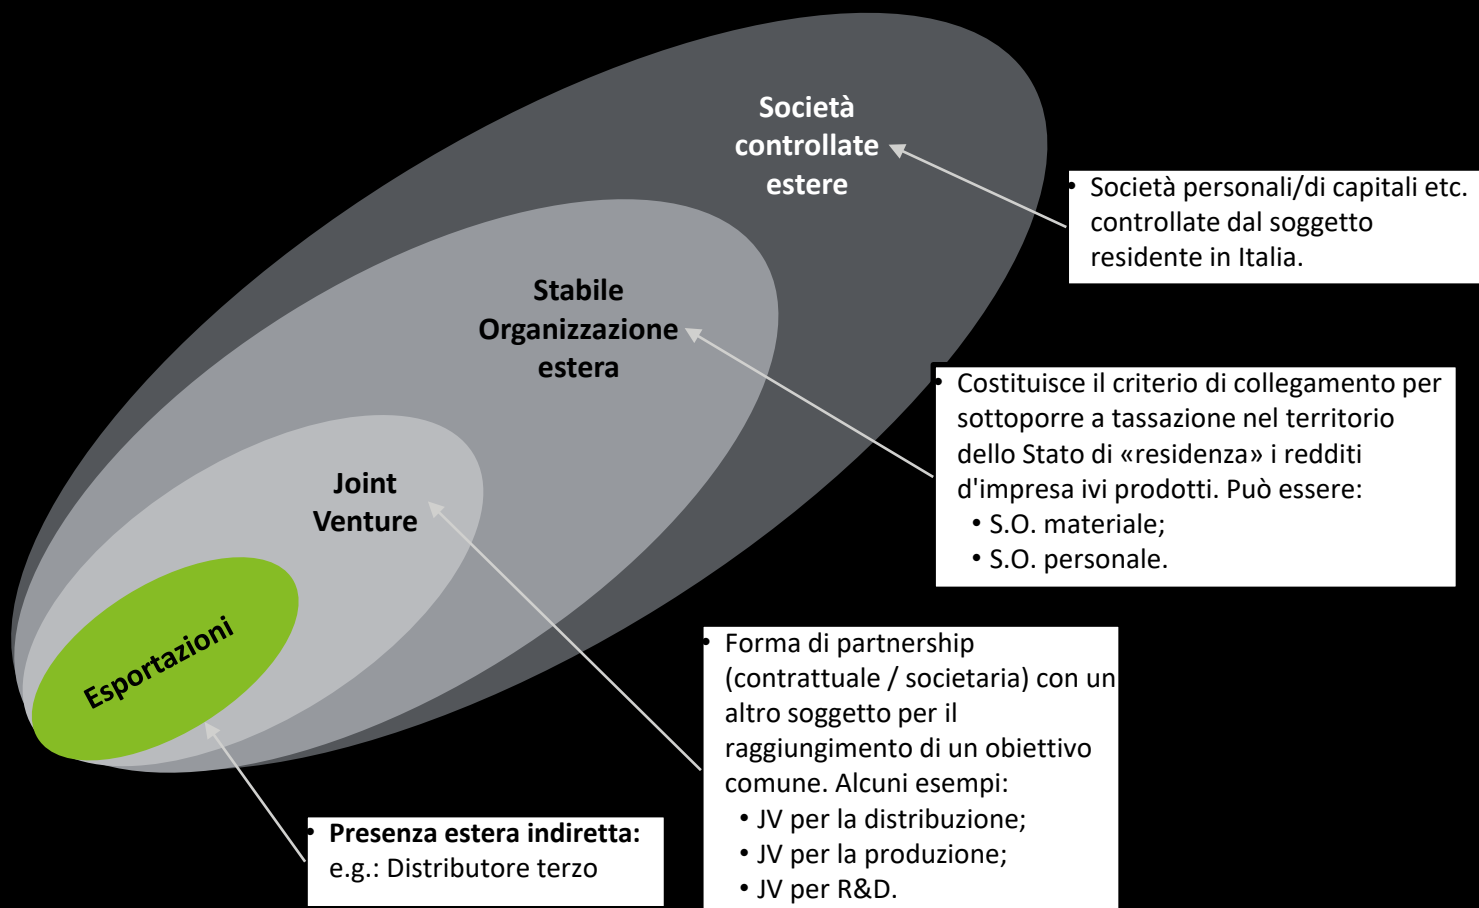 Società
controllate
estere
• Società personali/di capitali etc.
controllate dal soggetto
residente in Italia.
Stabile
Organizzazione
estera
• Costituisce il criterio di collegamento per
sottoporre a tassazione nel territorio
dello Stato di «residenza» i redditi
d'impresa ivi prodotti. Può essere:
• S.O. materiale;
• S.O. personale.
Joint
Venture
• Forma di partnership
(contrattuale / societaria) con un
altro soggetto per il
raggiungimento di un obiettivo
comune. Alcuni esempi:
• JV per la distribuzione;
• JV per la produzione;
• JV per R&D.
Esportazioni
• Presenza estera indiretta:
e.g.: Distributore terzo